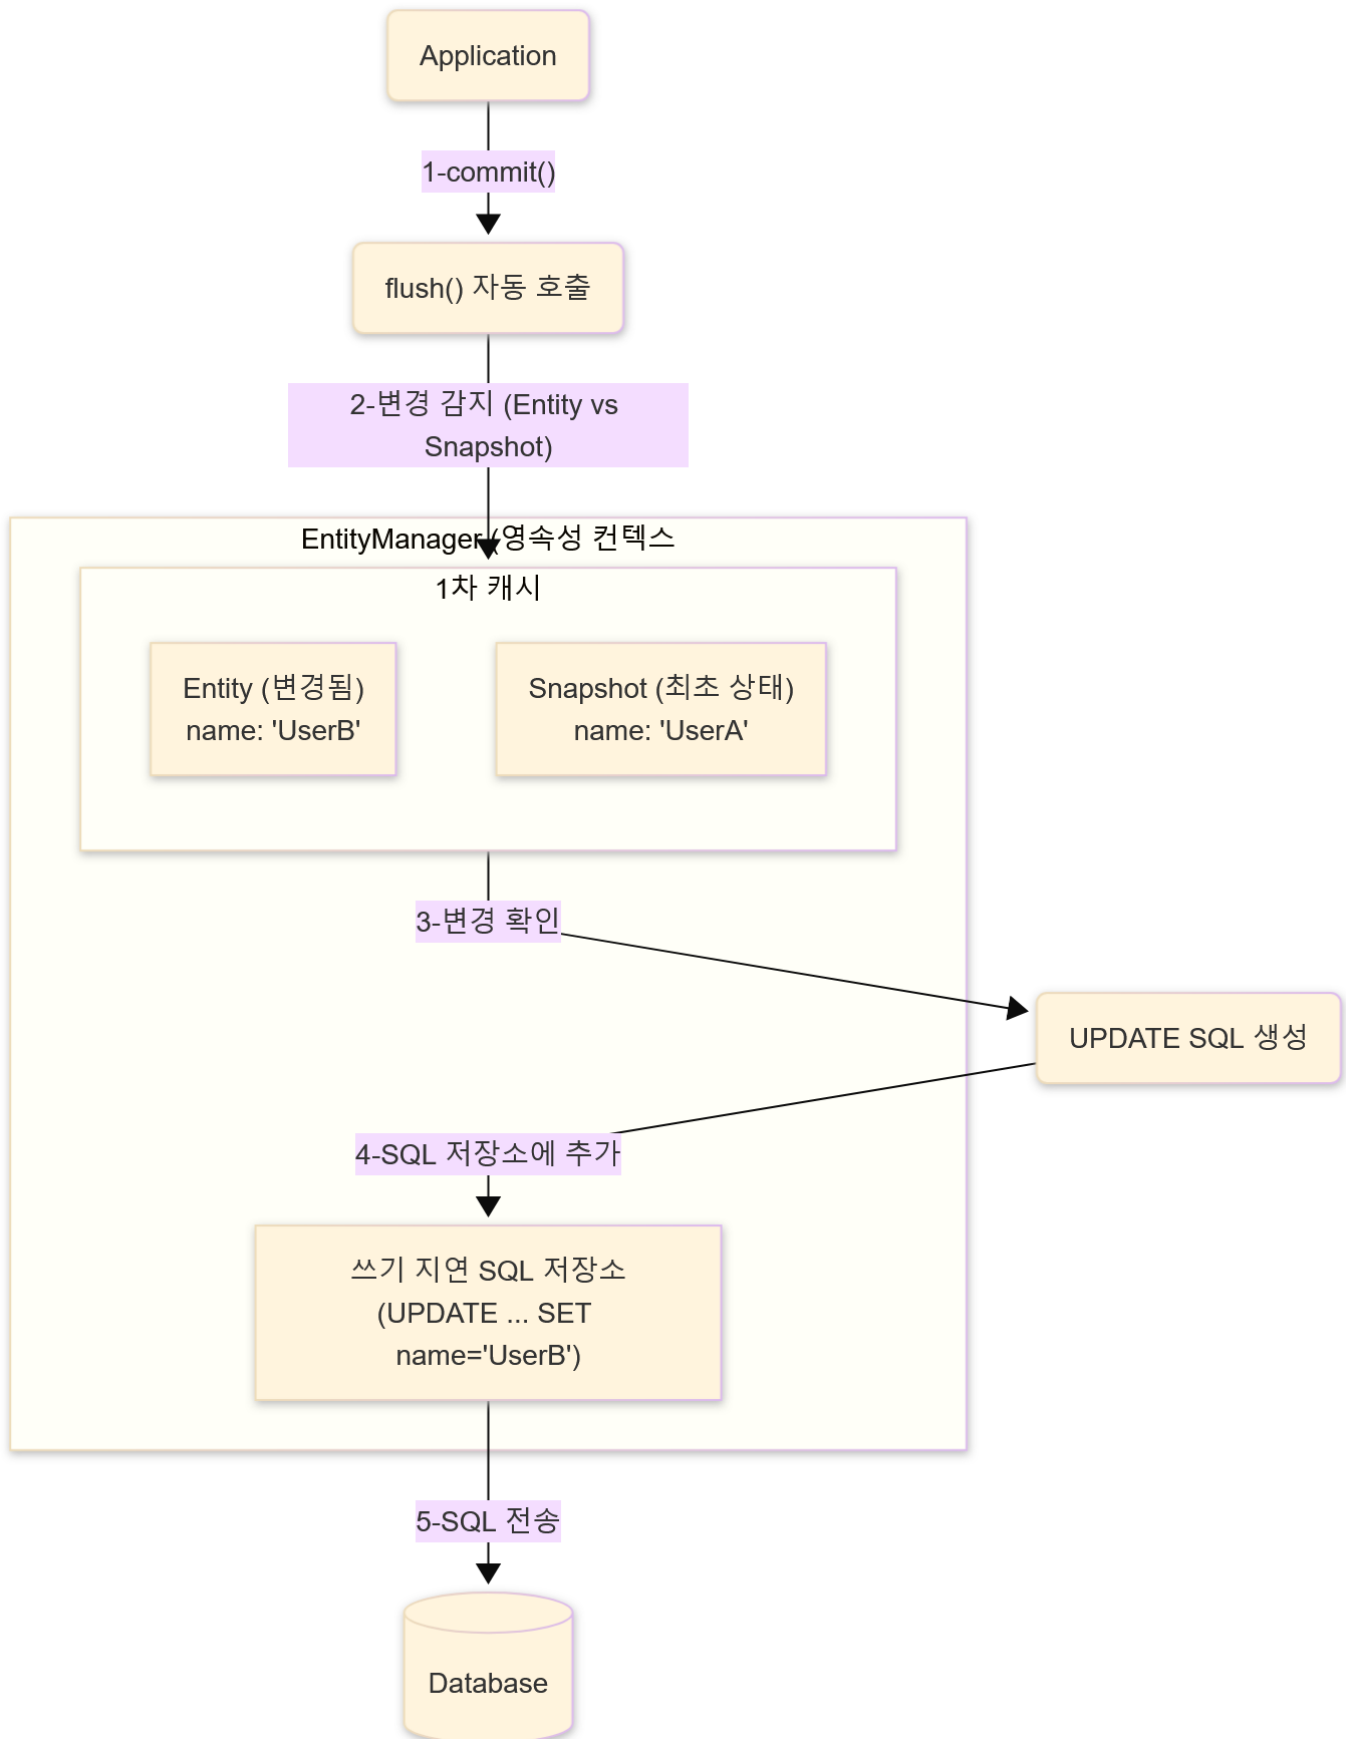 Application
1-commit()
flush() 자동 호출
2-변경 감지 (Entity vs
Snapshot)
EntityManager (영속성 컨텍스
1차 캐시
Entity (변경됨)
name: 'UserB'
Snapshot (최초 상태)
name: 'UserA'
3-변경 확인
UPDATE SQL 생성
4-SQL 저장소에 추가
쓰기 지연 SQL 저장소
(UPDATE ... SET
name='UserB')
5-SQL 전송
Database